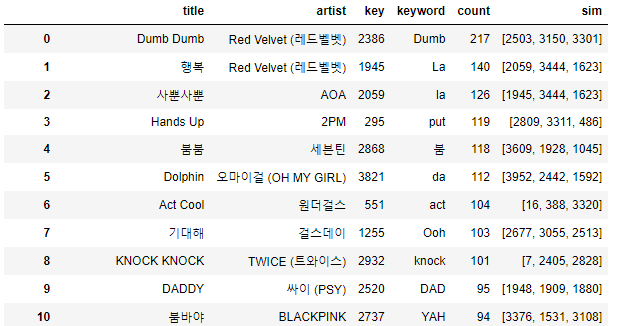 title artist key keyword count sim
0 Dumb Dumb Red Velvet (레드벨벳) 2386 Dumb 217 [2503, 3150, 3301]
1 행복 Red Velvet (레드벨벳) 1945 La 140 [2059, 3444, 1623]
2 사뿐사뿐 AOA 2059 la 126 [1945, 3444, 1623]
3 Hands Up 2PM 295 put 119 [2809, 3311, 486]
4 붐붐 세븐틴 2868 붐 118 [3609, 1928, 1045]
5 Dolphin 오마이걸 (OH MY GIRL) 3821 da 112 [3952, 2442, 1592]
6 Act Cool 원더걸스 551 act 104 [16, 388, 3320]
7 기대해 걸스데이 1255 Ooh 103 [2677, 3055, 2513]
8 KNOCK KNOCK TWICE (트와이스) 2932 knock 101 [7, 2405, 2828]
9 DADDY 싸이 (PSY) 2520 DAD 95 [1948, 1909, 1880]
10 붐바야 BLACKPINK 2737 YAH 94 [3376, 1531, 3108]